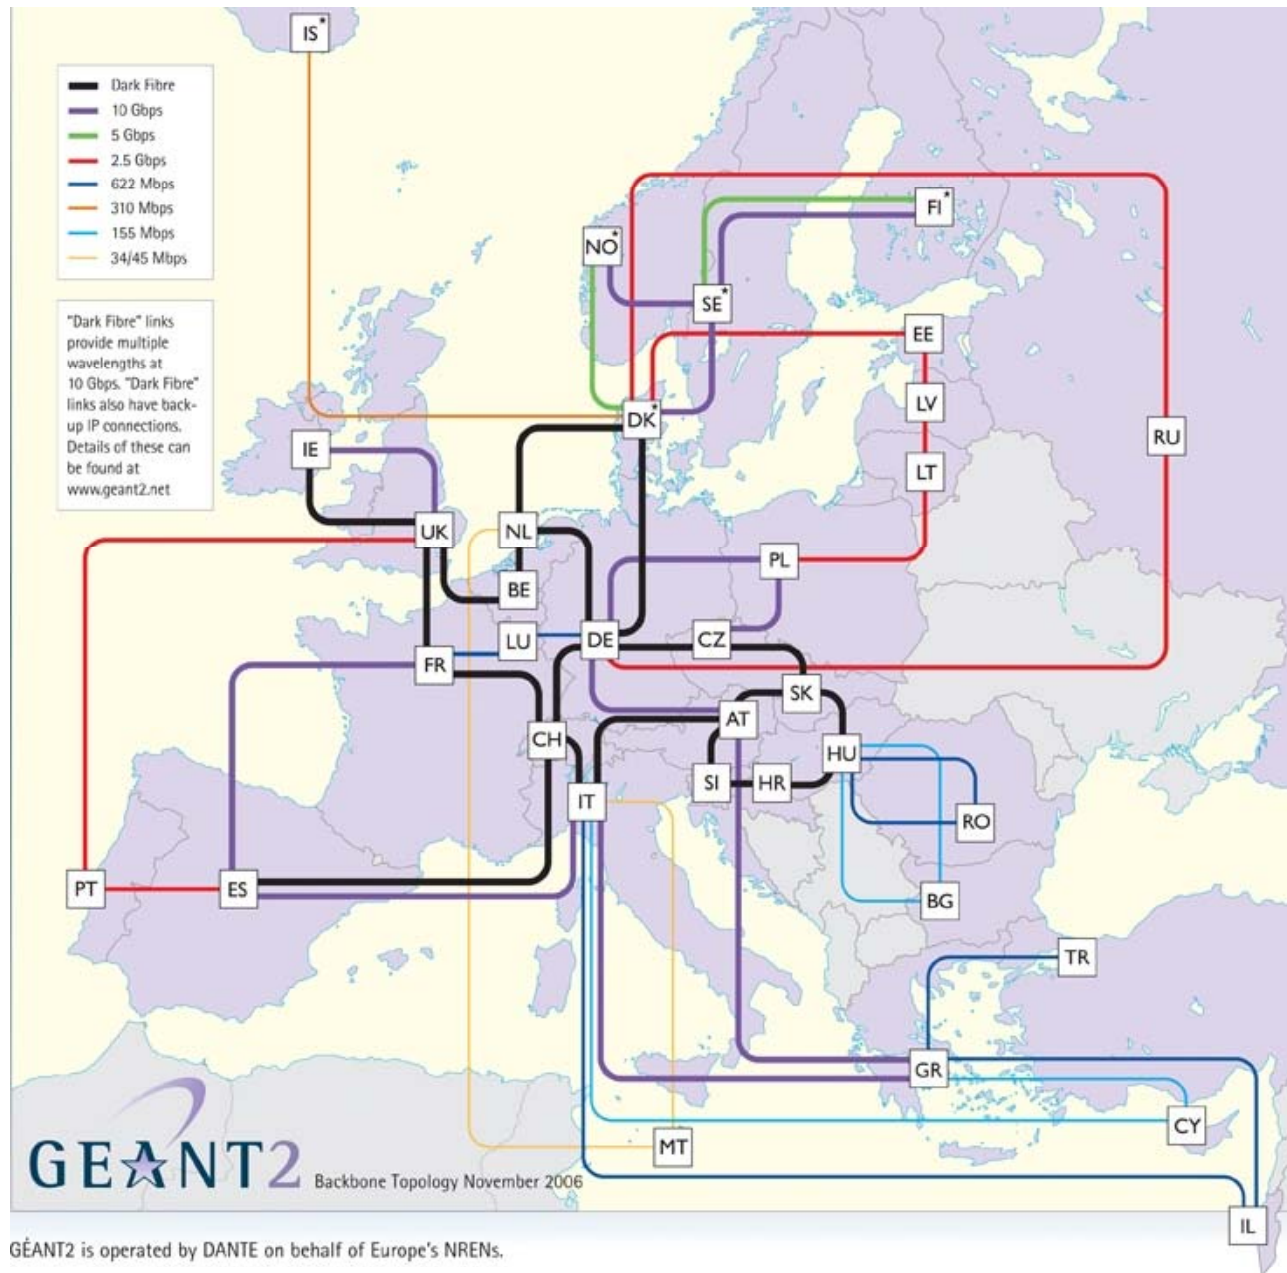 IS*
Dark Fibre
10 Gbps
5 Gbps
2.5 Gbps
622 Mbps
310 Mbps
155 Mbps
34/45 Mbps
"Dark Fibre" links
provide multiple
wavelengths at
10 Gbps. "Dark Fibre"
links also have back-
up IP connections.
Details of these can
be found at
www.geant2.net
FI*
NO*
SE*
EE
LV
DK*
RU
IE
LT
UK
NL
PL
BE
LU
DE
CZ
FR
SK
AT
CH
HU
SI
HR
IT
RO
PT
ES
BG
TR
GR
CY
MT
GEANT2
Backbone Topology November 2006
IL
GÉANT2 is operated by DANTE on behalf of Europe's NRENs.